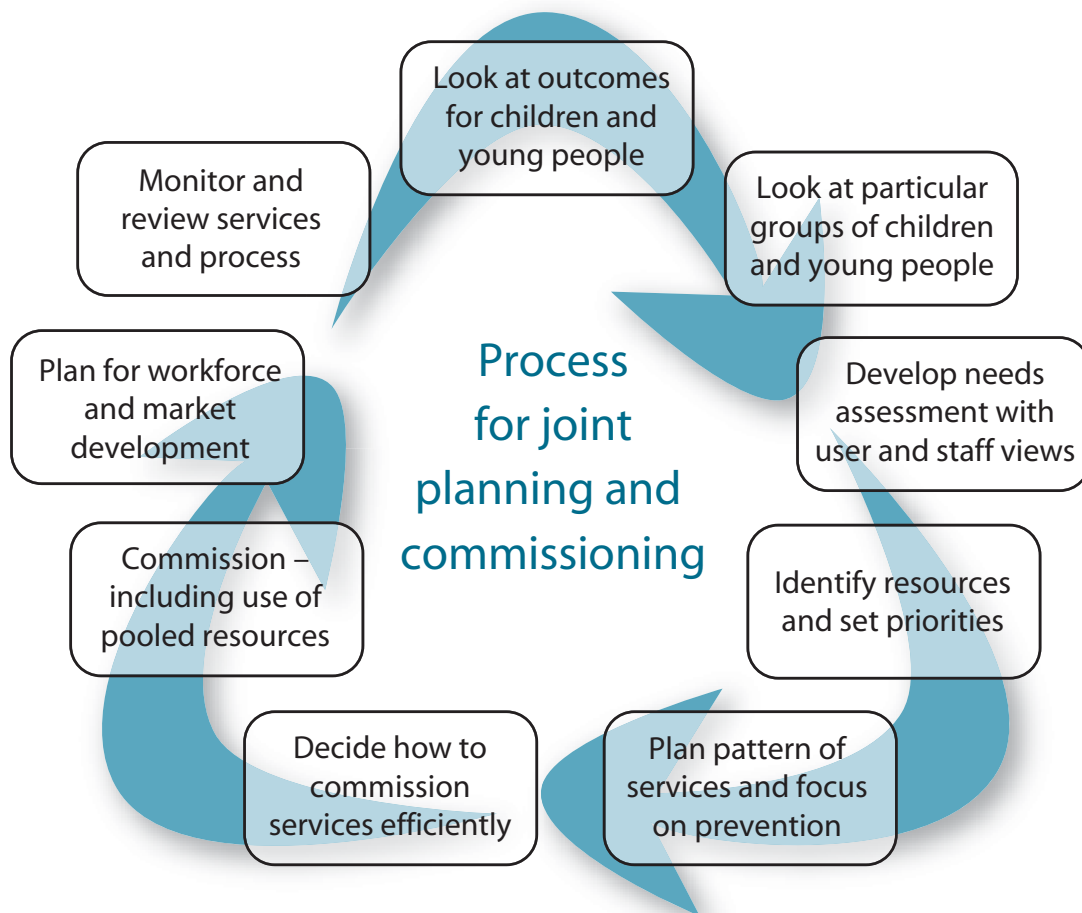 Look at outcomes
for children and
young people
Look at particular
groups of children
and young people
Develop needs
assessment with
user and staff views
Identify resources
and set priorities
Plan pattern of
services and focus
on prevention
Decide how to
commission
services efficiently
Commission –
including use of
pooled resources
Plan for workforce
and market
development
Monitor and
review services
and process
Process
for joint
planning and
commissioning